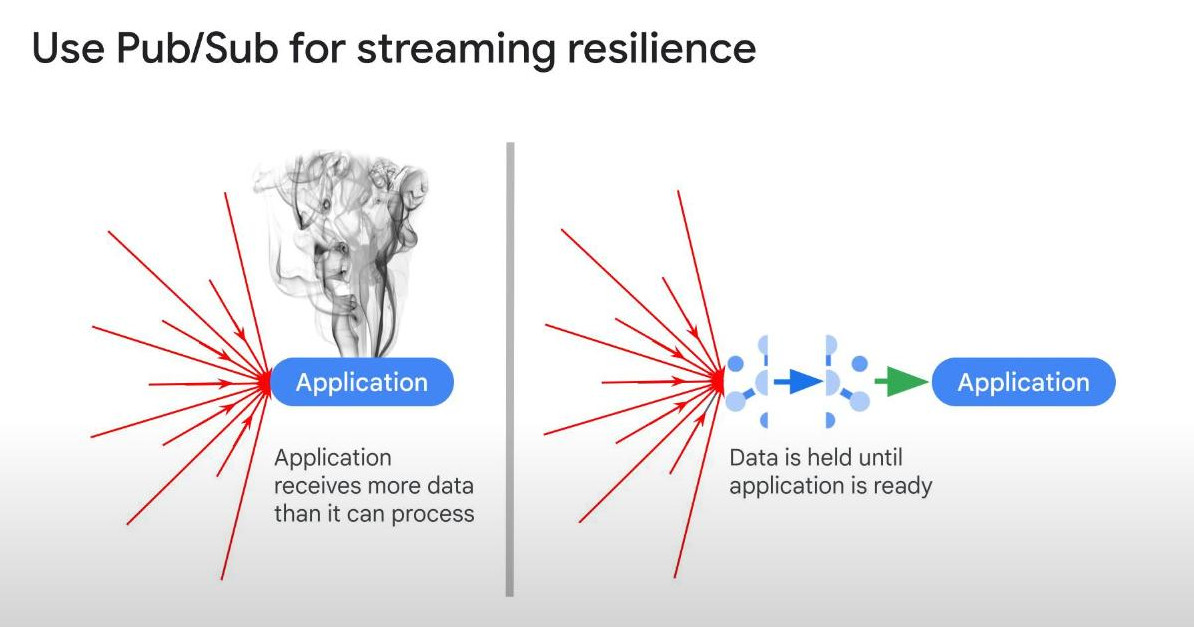 Use Pub/Sub for streaming resilience
Application
Application
receives more data
than it can process
Application
Data is held until
application is ready